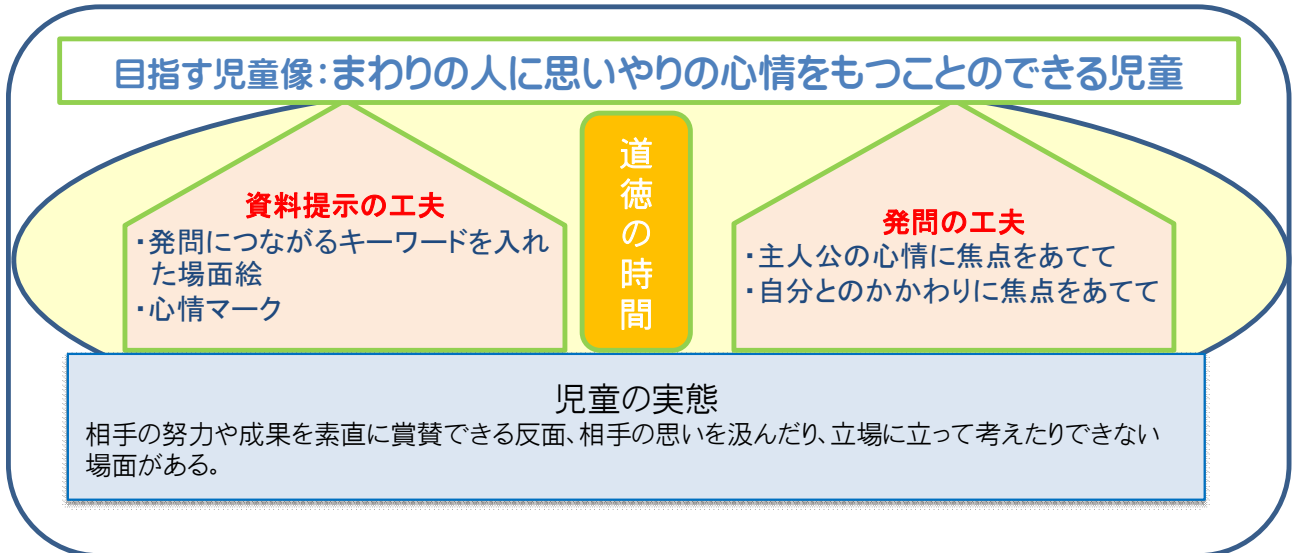 目指す児童像:まわりの人に思いやりの心情をもつことのできる児童
資料提示の工夫
・発問につながるキーワードを入れ
た場面絵
・心情マーク
道徳の時間
発問の工夫
・主人公の心情に焦点をあてて
・自分とのかかわりに焦点をあてて
児童の実態
相手の努力や成果を素直に賞賛できる反面、相手の思いを汲んだり、立場に立って考えたりできない
場面がある。